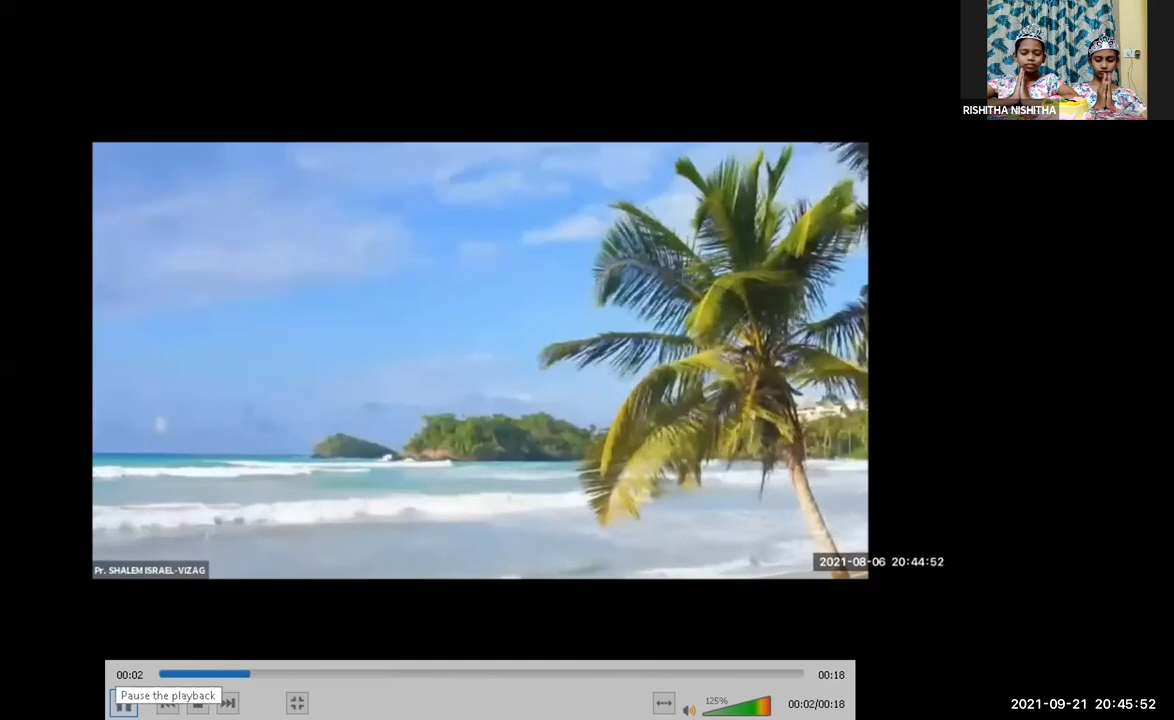 RISHITHA NISHITHA
Pr. SHALEM ISRAEL-VIZAG
2021-08-06 20:44:52
00:02
00:18
Pause the playback
125%
00:02/00:18
2021-09-21 20:45:52